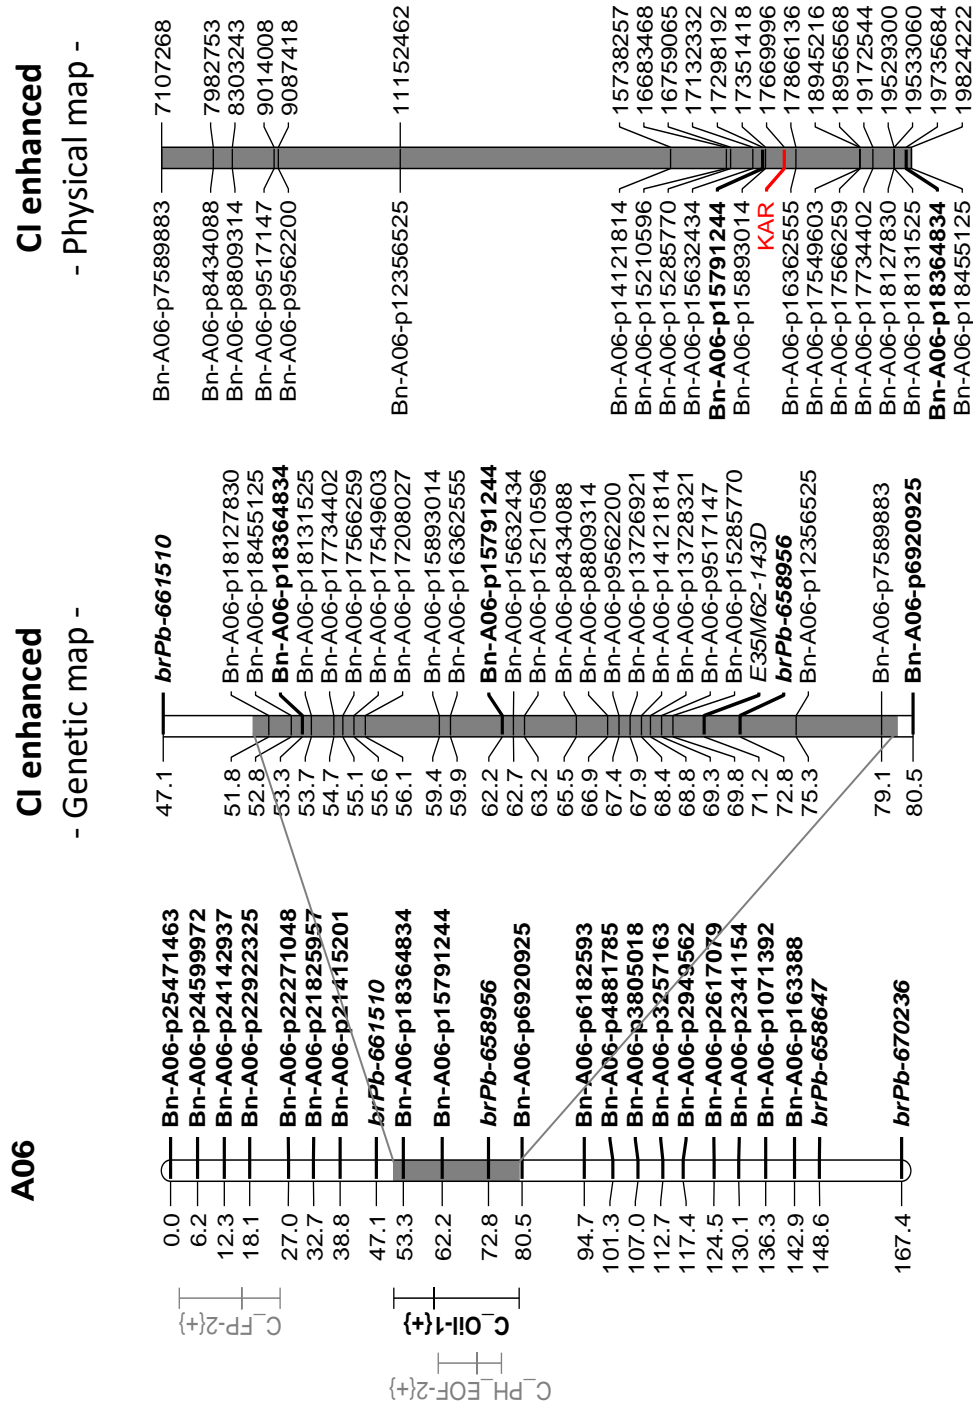 A06
0.0
6.2
12.3
18.1
27.0
32.7
38.8
47.1
53.3
62.2
72.8
80.5
94.7
101.3
107.0
112.7
117.4
124.5
130.1
136.3
142.9
148.6
167.4
Bn-A06-p25471463
Bn-A06-p24599972
Bn-A06-p24142937
Bn-A06-p22922325
Bn-A06-p22271048
Bn-A06-p21825957
Bn-A06-p21415201
brPb-661510
Bn-A06-p18364834
Bn-A06-p15791244
brPb-658956
Bn-A06-p6920925
Bn-A06-p6182593
Bn-A06-p4881785
Bn-A06-p3805018
Bn-A06-p3557163
Bn-A06-p2949562
Bn-A06-p2617079
Bn-A06-p2341154
Bn-A06-p1071392
Bn-A06-p163388
brPb-658647
brPb-670236
C_FP-2{+}
C_Oil-1{+}
C_PH_EOF-2{+}
CI enhanced
- Genetic map -
47.1
51.8
52.8
53.3
53.7
54.7
55.1
55.6
56.1
59.4
59.9
62.2
62.7
63.2
65.5
66.9
67.4
67.9
68.4
68.8
69.3
69.8
71.2
72.8
75.3
79.1
80.5
brPb-661510
Bn-A06-p18127830
Bn-A06-p18455125
Bn-A06-p18364834
Bn-A06-p18131525
Bn-A06-p17734402
Bn-A06-p17566259
Bn-A06-p17549603
Bn-A06-p17208027
Bn-A06-p15893014
Bn-A06-p16362555
Bn-A06-p15791244
Bn-A06-p15632434
Bn-A06-p15210596
Bn-A06-p8434088
Bn-A06-p8809314
Bn-A06-p9562200
Bn-A06-p13726921
Bn-A06-p14121814
Bn-A06-p13728321
Bn-A06-p9517147
Bn-A06-p15285770
E35M62-143D
brPb-658956
Bn-A06-p12356525
Bn-A06-p7589883
Bn-A06-p6920925
CI enhanced
- Physical map -
Bn-A06-p7589883
Bn-A06-p8434088
Bn-A06-p8809314
Bn-A06-p9517147
Bn-A06-p9562200
Bn-A06-p12356525
Bn-A06-p14121814
Bn-A06-p15210596
Bn-A06-p15285770
Bn-A06-p15632434
Bn-A06-p15791244
Bn-A06-p15893014
KAR
Bn-A06-p16362555
Bn-A06-p17549603
Bn-A06-p17566259
Bn-A06-p17734402
Bn-A06-p18127830
Bn-A06-p18131525
Bn-A06-p18364834
Bn-A06-p18455125
7107268
7982753
8303243
9014008
9087418
11152462
15738257
16683468
16759065
17132332
17298192
17351418
17669996
17866136
18945216
18956568
19172544
19529300
19533060
19735684
19824222